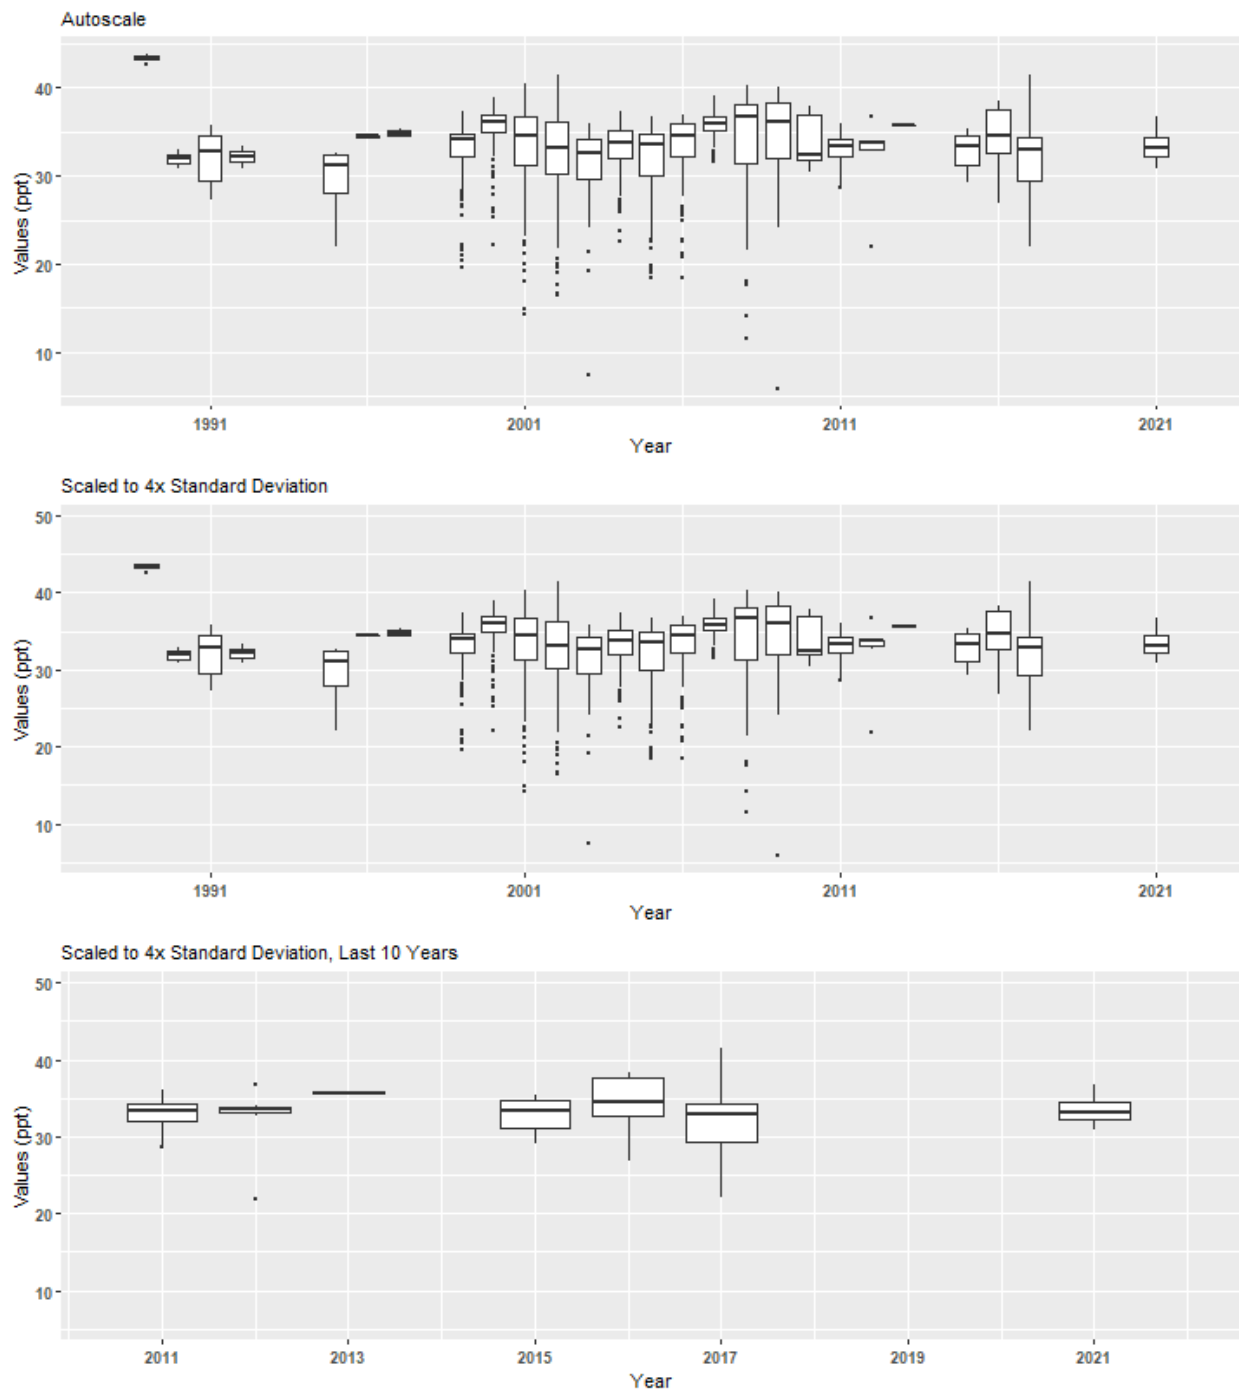 Autoscale
40
30
20
10
Values (ppt)
1991 2001 2011 2021
Year
Scaled to 4x Standard Deviation
50
40
30
20
10
Values (ppt)
1991 2001 2011 2021
Year
Scaled to 4x Standard Deviation, Last 10 Years
50
40
30
20
10
Values (ppt)
2011 2013 2015 2017 2019 2021
Year